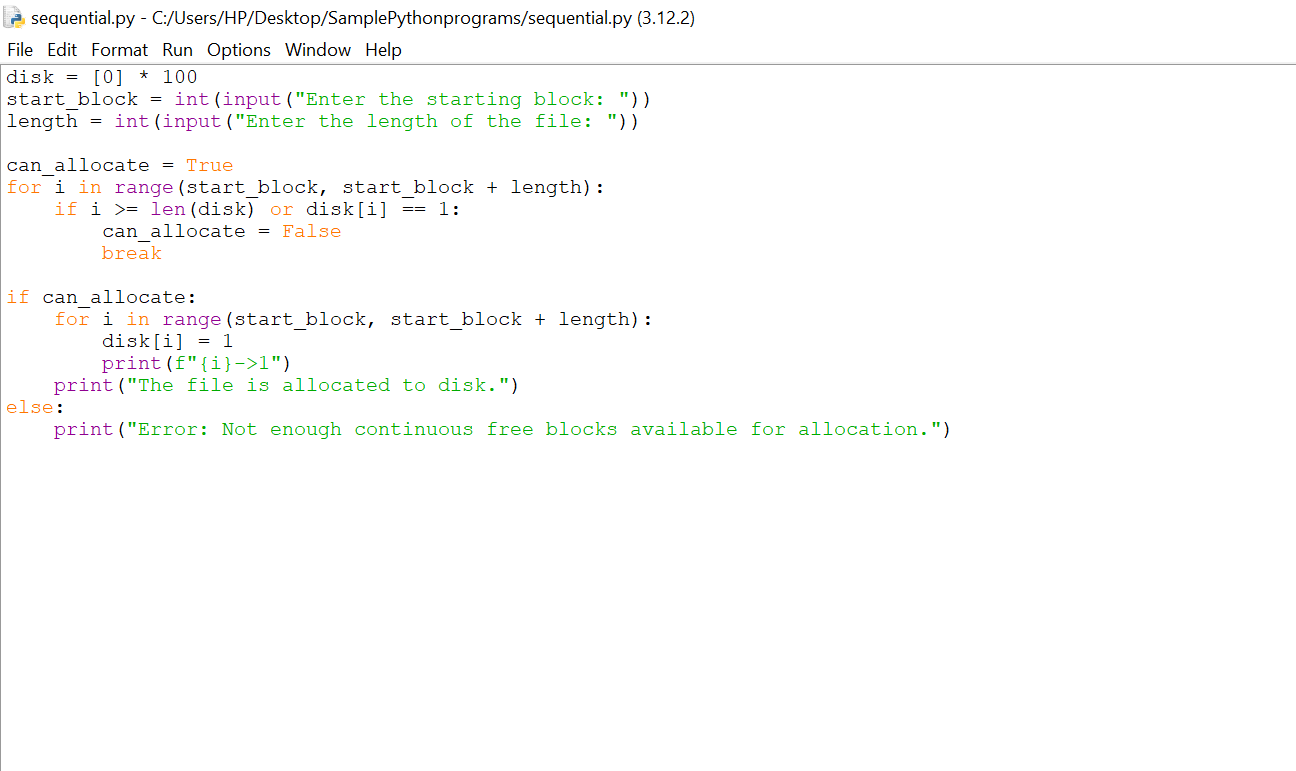 sequential.py - C:/Users/HP/Desktop/SamplePythonprograms/sequential.py (3.12.2)
File Edit Format Run Options Window Help
disk = [0] * 100
start_block = int(input("Enter the starting block: "))
length = int(input("Enter the length of the file: "))

can_allocate = True
for i in range(start_block, start_block + length):
    if i >= len(disk) or disk[i] == 1:
        can_allocate = False
        break

if can_allocate:
    for i in range(start_block, start_block + length):
        disk[i] = 1
        print(f"{i}->1")
    print("The file is allocated to disk.")
else:
    print("Error: Not enough continuous free blocks available for allocation.")